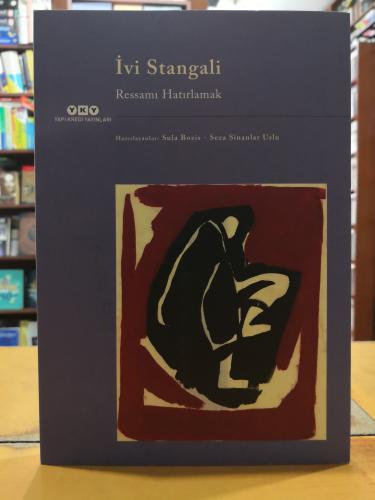 İvi Stangali
Ressamı Hatırlamak
YKY
YAPI KREDİ YAYINLARI
Hazırlayanlar: Sula Bozis - Seza Sinanlar Uslu